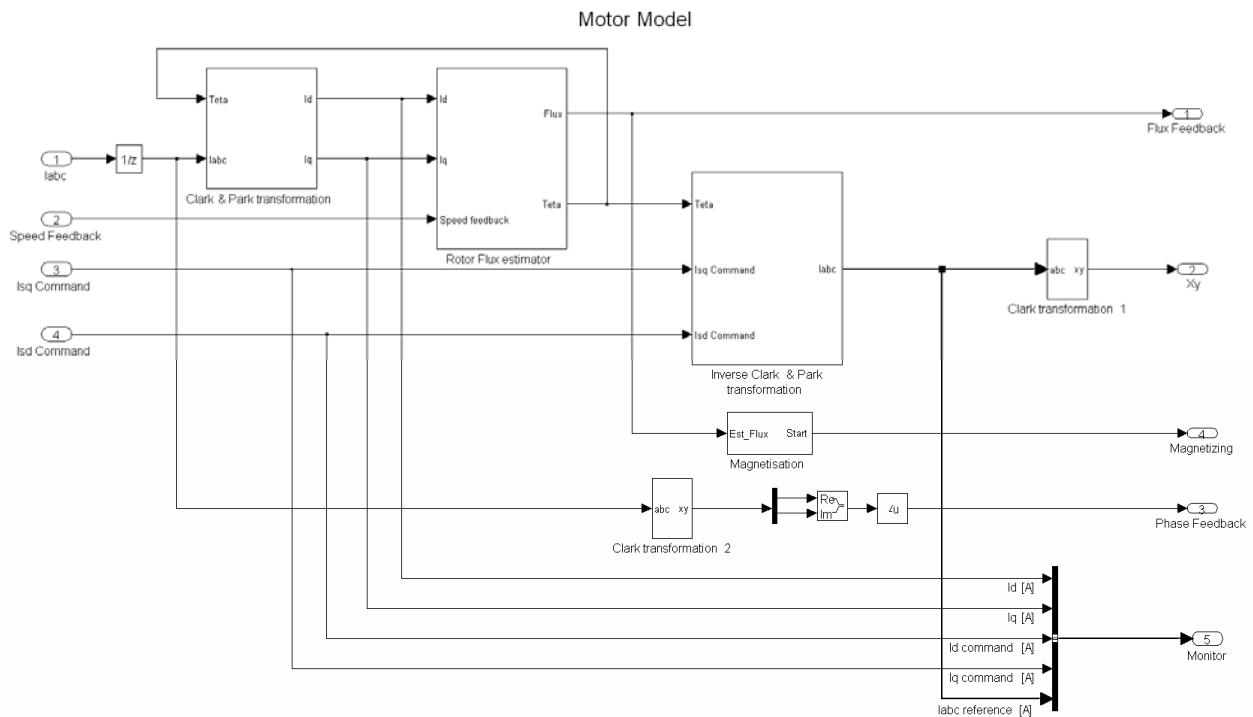 Motor Model
Teta
Id
Iabc
Iq
Clark & Park transformation
1
Iabc
1/z
2
Speed Feedback
3
Isq Command
4
Isd Command
Id
Flux
Iq
Teta
Speed feedback
Rotor Flux estimator
1
Flux Feedback
Teta
Isq Command
Iabc
Isd Command
Inverse Clark & Park
transformation
abc xy
Clark transformation 1
2
Xy
Est_Flux Start
Magnetisation
4
Magnetizing
abc xy
Clark transformation 2
Re
Im
∠u
3
Phase Feedback
Id [A]
Iq [A]
Id command [A]
Iq command [A]
Iabc reference [A]
5
Monitor